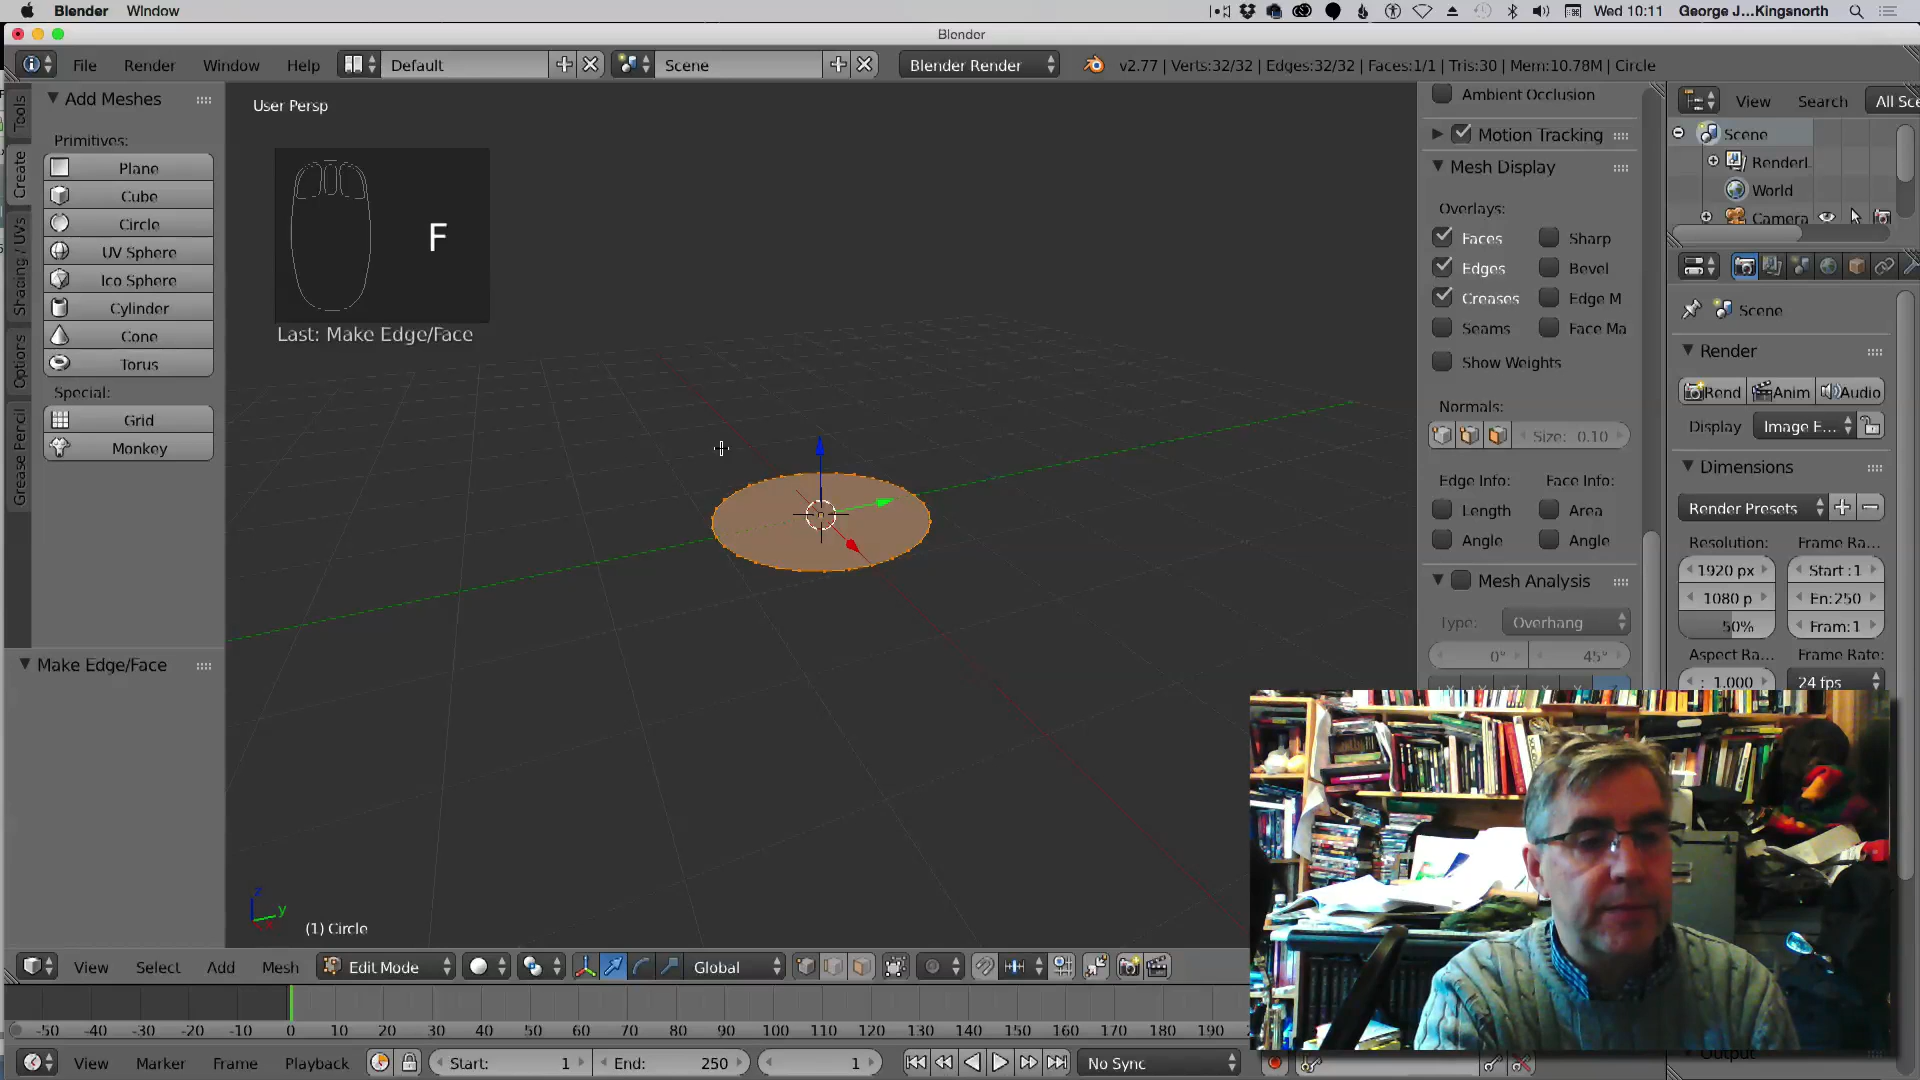 Blender Window
Wed 10:11 George J...Kingsnorth
Blender
File Render Window Help Default Scene Blender Render v2.77 | Verts:32/32 | Edges:32/32 | Faces:1/1 | Tris:30 | Mem:10.78M | Circle
Tools
Create
Shading / UVs
Options
Grease Pencil
Add Meshes
Primitives:
Plane
Cube
Circle
UV Sphere
Ico Sphere
Cylinder
Cone
Torus
Special:
Grid
Monkey
Make Edge/Face
User Persp
F
Last: Make Edge/Face
z
y
(1) Circle
Ambient Occlusion
Motion Tracking
Mesh Display
Overlays:
Faces Sharp
Edges Bevel
Creases Edge M
Seams Face Ma
Show Weights
Normals:
Size: 0.10
Edge Info: Face Info:
Length Area
Angle Angle
Mesh Analysis
Type: Overhang
0° 45°
View Search All Sce
Scene
RenderL
World
Camera
Scene
Render
Rend Anim Audio
Display Image E...
Dimensions
Render Presets
Resolution: Frame Ra...
1920 px Start :1
1080 p En:250
50% Fram:1
Aspect Ra... Frame Rate:
: 1.000 24 fps
Output
View Select Add Mesh Edit Mode Global
-50 -40 -30 -20 -10 0 10 20 30 40 50 60 70 80 90 100 110 120 130 140 150 160 170 180 190
View Marker Frame Playback Start: 1 End: 250 1 No Sync